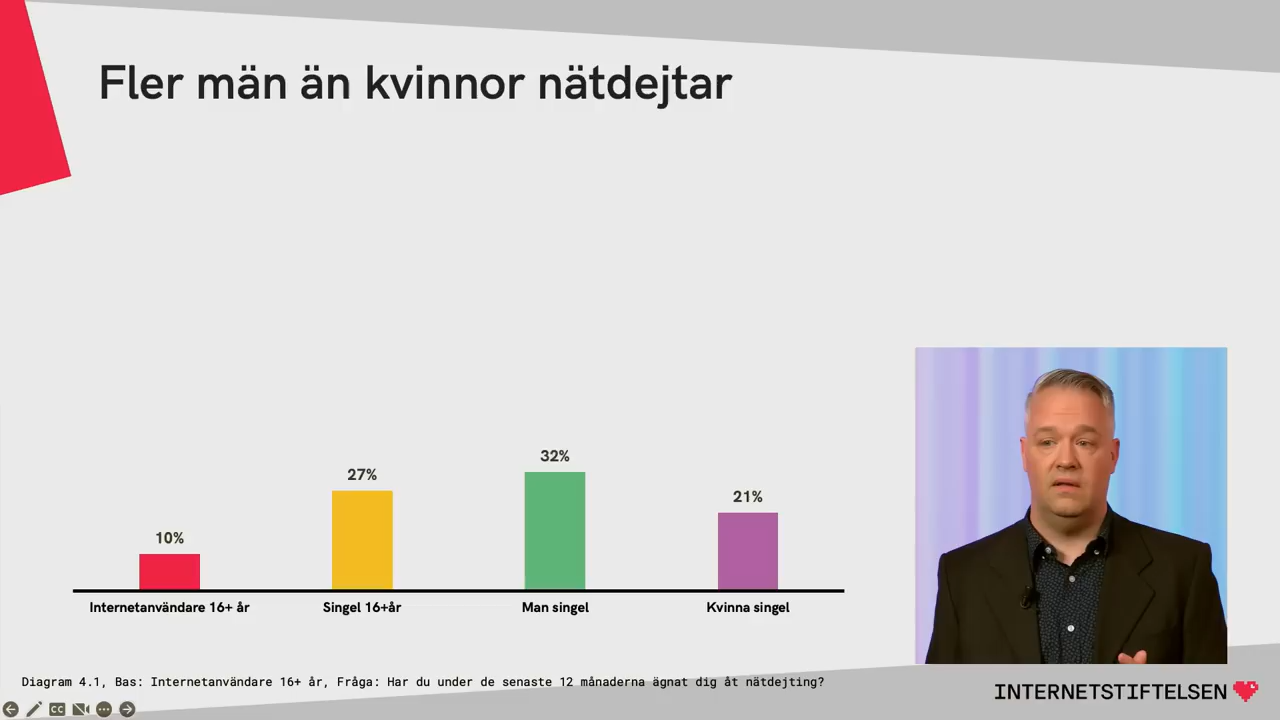 Fler män än kvinnor nätdejtar
10%
27%
32%
21%
Internetanvändare 16+ år
Singel 16+år
Man singel
Kvinna singel
Diagram 4.1, Bas: Internetanvändare 16+ år, Fråga: Har du under de senaste 12 månaderna ägnat dig åt nätdejting?
INTERNETSTIFTELSEN
CC